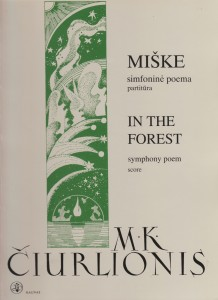 MIŠKE
simfoninė poema
partitūra
IN THE
FOREST
symphony poem
score
M·K
ČIURLIONIS